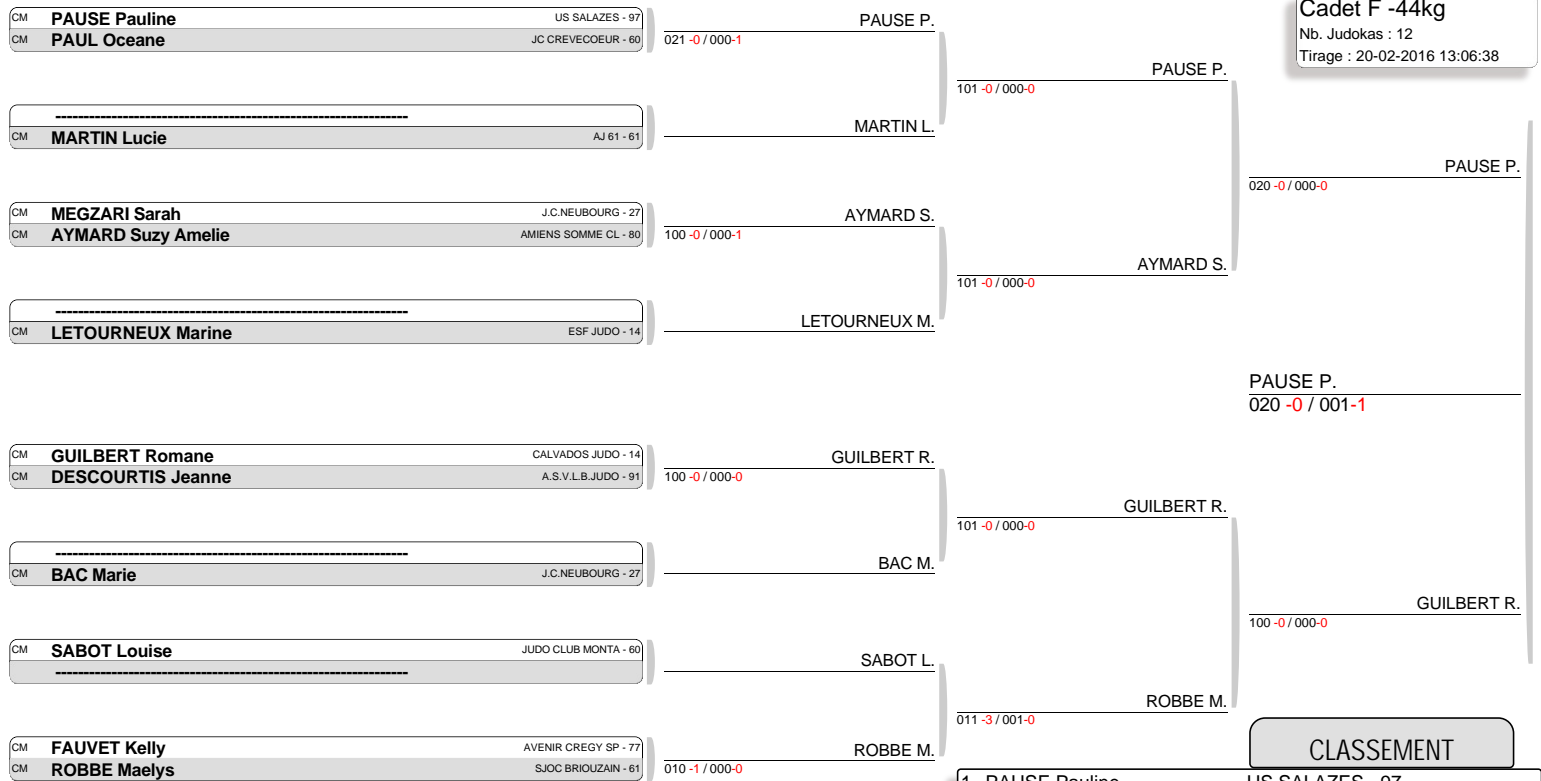 Cadet F -44kg
Nb. Judokas : 12
Tirage : 20-02-2016 13:06:38
CM PAUSE Pauline US SALAZES - 97
CM PAUL Oceane JC CREVECOEUR - 60
PAUSE P.
021 -0 / 000-1
PAUSE P.
101 -0 / 000-0
------------------------------------------------------------------
CM MARTIN Lucie AJ 61 - 61
MARTIN L.
PAUSE P.
020 -0 / 000-0
CM MEGZARI Sarah J.C.NEUBOURG - 27
CM AYMARD Suzy Amelie AMIENS SOMME CL - 80
AYMARD S.
100 -0 / 000-1
AYMARD S.
101 -0 / 000-0
------------------------------------------------------------------
CM LETOURNEUX Marine ESF JUDO - 14
LETOURNEUX M.
PAUSE P.
020 -0 / 001-1
CM GUILBERT Romane CALVADOS JUDO - 14
CM DESCOURTIS Jeanne A.S.V.L.B.JUDO - 91
GUILBERT R.
100 -0 / 000-0
GUILBERT R.
101 -0 / 000-0
------------------------------------------------------------------
CM BAC Marie J.C.NEUBOURG - 27
BAC M.
GUILBERT R.
100 -0 / 000-0
CM SABOT Louise JUDO CLUB MONTA - 60
------------------------------------------------------------------
SABOT L.
ROBBE M.
011 -3 / 001-0
CM FAUVET Kelly AVENIR CREGY SP - 77
CM ROBBE Maelys SJOC BRIOUZAIN - 61
ROBBE M.
010 -1 / 000-0
CLASSEMENT
1 PAUSE Pauline US SALAZES - 97